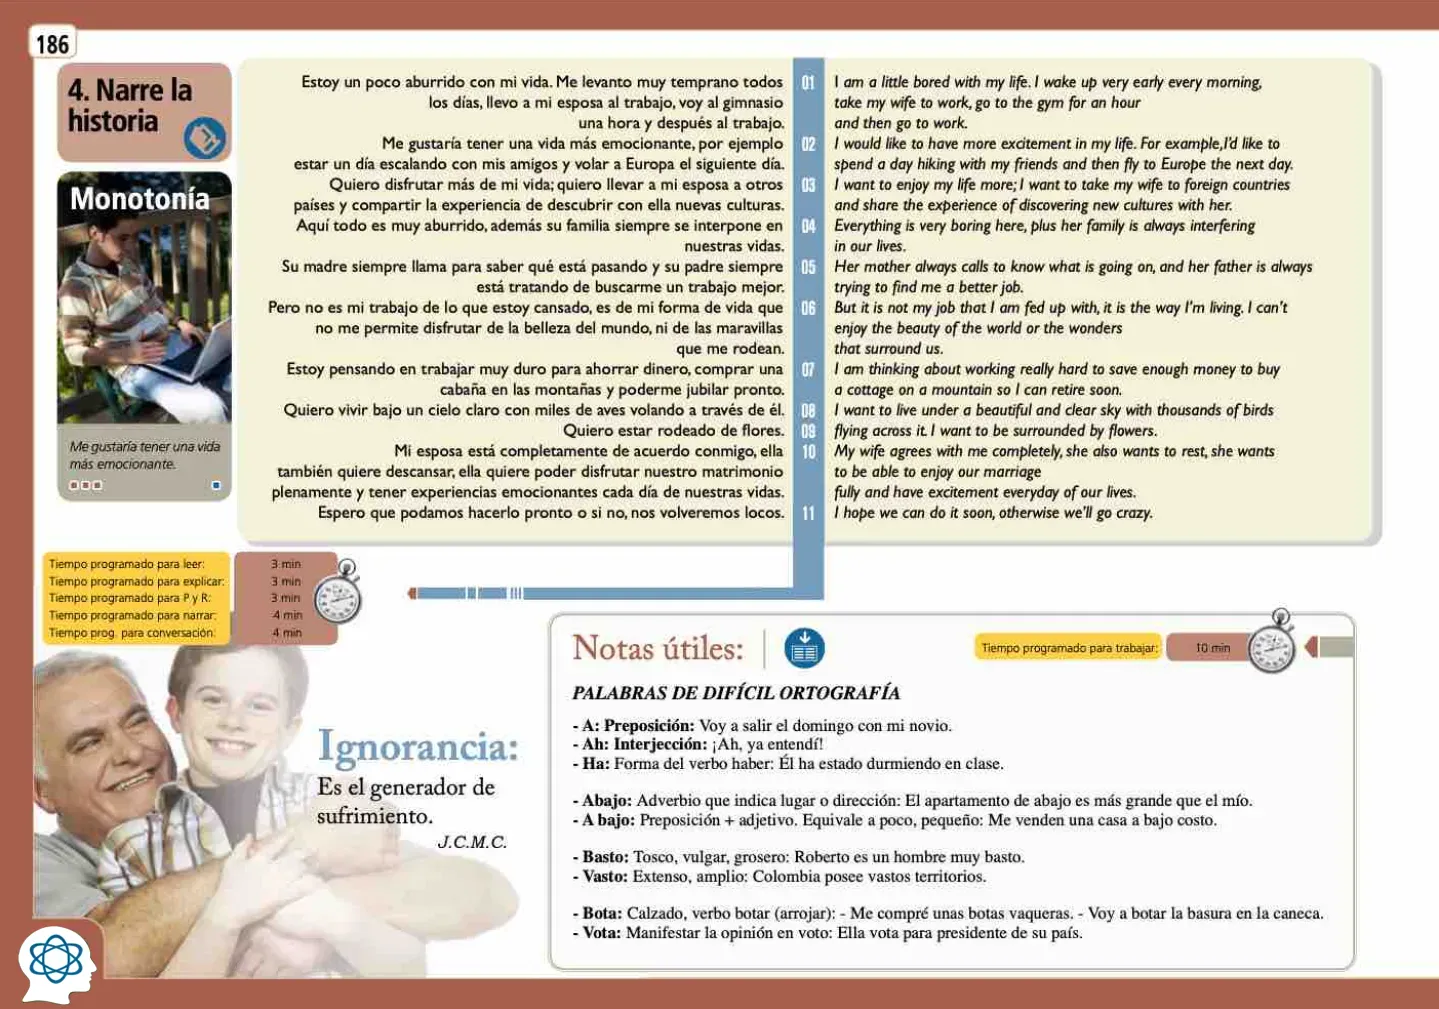 186
4. Narre la
historia
Monotonía
Me gustaría tener una vida
más emocionante.
Estoy un poco aburrido con mi vida. Me levanto muy temprano todos
los días, llevo a mi esposa al trabajo, voy al gimnasio
una hora y después al trabajo.
Me gustaría tener una vida más emocionante, por ejemplo
estar un día escalando con mis amigos y volar a Europa el siguiente día.
Quiero disfrutar más de mi vida; quiero llevar a mi esposa a otros
países y compartir la experiencia de descubrir con ella nuevas culturas.
Aquí todo es muy aburrido, además su familia siempre se interpone en
nuestras vidas.
Su madre siempre llama para saber qué está pasando y su padre siempre
está tratando de buscarme un trabajo mejor.
Pero no es mi trabajo de lo que estoy cansado, es de mi forma de vida que
no me permite disfrutar de la belleza del mundo, ni de las maravillas
que me rodean.
Estoy pensando en trabajar muy duro para ahorrar dinero, comprar una
cabaña en las montañas y poderme jubilar pronto.
Quiero vivir bajo un cielo claro con miles de aves volando a través de él.
Quiero estar rodeado de flores.
Mi esposa está completamente de acuerdo conmigo, ella
también quiere descansar, ella quiere poder disfrutar nuestro matrimonio
plenamente y tener experiencias emocionantes cada día de nuestras vidas.
Espero que podamos hacerlo pronto o si no, nos volveremos locos.
01
02
03
04
05
06
07
08
09
10
11
I am a little bored with my life. I wake up very early every morning,
take my wife to work, go to the gym for an hour
and then go to work.
I would like to have more excitement in my life. For example,I'd like to
spend a day hiking with my friends and then fly to Europe the next day.
I want to enjoy my life more; I want to take my wife to foreign countries
and share the experience of discovering new cultures with her.
Everything is very boring here, plus her family is always interfering
in our lives.
Her mother always calls to know what is going on, and her father is always
trying to find me a better job.
But it is not my job that I am fed up with, it is the way I'm living. I can't
enjoy the beauty of the world or the wonders
that surround us.
I am thinking about working really hard to save enough money to buy
a cottage on a mountain so I can retire soon.
I want to live under a beautiful and clear sky with thousands of birds
flying across it. I want to be surrounded by flowers.
My wife agrees with me completely, she also wants to rest, she wants
to be able to enjoy our marriage
fully and have excitement everyday of our lives.
I hope we can do it soon, otherwise we'll go crazy.
Tiempo programado para leer: 3 min
Tiempo programado para explicar: 3 min
Tiempo programado para P y R: 3 min
Tiempo programado para narrar: 4 min
Tiempo prog. para conversación: 4 min
Ignorancia:
Es el generador de
sufrimiento.
J.C.M.C.
Notas útiles:
Tiempo programado para trabajar: 10 min
PALABRAS DE DIFÍCIL ORTOGRAFÍA
- A: Preposición: Voy a salir el domingo con mi novio.
- Ah: Interjección: ¡Ah, ya entendí!
- Ha: Forma del verbo haber: Él ha estado durmiendo en clase.
- Abajo: Adverbio que indica lugar o dirección: El apartamento de abajo es más grande que el mío.
- A bajo: Preposición + adjetivo. Equivale a poco, pequeño: Me venden una casa a bajo costo.
- Basto: Tosco, vulgar, grosero: Roberto es un hombre muy basto.
- Vasto: Extenso, amplio: Colombia posee vastos territorios.
- Bota: Calzado, verbo botar (arrojar): - Me compré unas botas vaqueras. - Voy a botar la basura en la caneca.
- Vota: Manifestar la opinión en voto: Ella vota para presidente de su país.